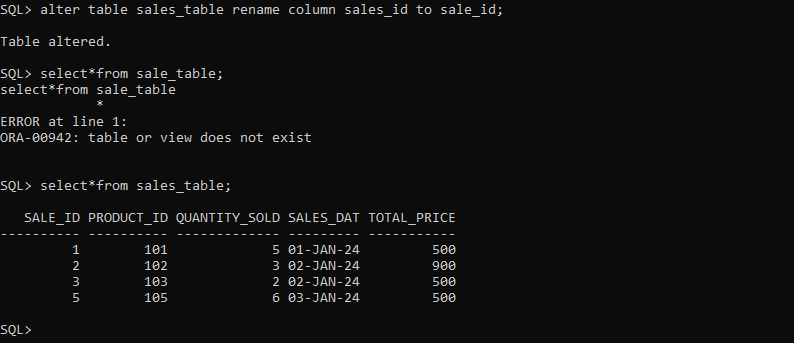 SQL> alter table sales_table rename column sales_id to sale_id;
Table altered.
SQL> select*from sale_table;
select*from sale_table
*
ERROR at line 1:
ORA-00942: table or view does not exist
SQL> select*from sales_table;
SALE_ID PRODUCT_ID QUANTITY_SOLD SALES_DAT TOTAL_PRICE
---------- ---------- ------------- --------- -----------
1 101 5 01-JAN-24 500
2 102 3 02-JAN-24 900
3 103 2 02-JAN-24 500
5 105 6 03-JAN-24 500
SQL>